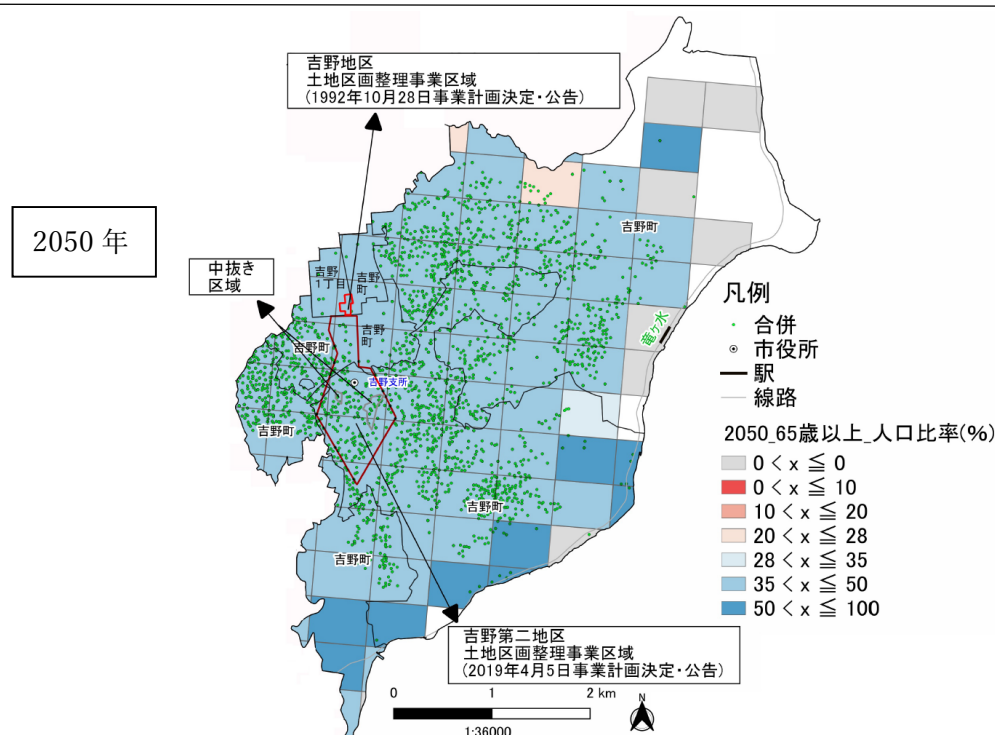 吉野地区
土地区画整理事業区域
(1992年10月28日事業計画決定・公告)
2050 年
中抜き
区域
吉野
1丁目
吉野
町
吉野
町
吉野町
吉野町
吉野支所
吉野町
吉野町
吉野町
竜ヶ水
凡例
合併
市役所
駅
線路
2050_65歳以上_人口比率(%)
0 < x ≦ 0
0 < x ≦ 10
10 < x ≦ 20
20 < x ≦ 28
28 < x ≦ 35
35 < x ≦ 50
50 < x ≦ 100
吉野第二地区
土地区画整理事業区域
(2019年4月5日事業計画決定・公告)
0 1 2 km
1:36000
N